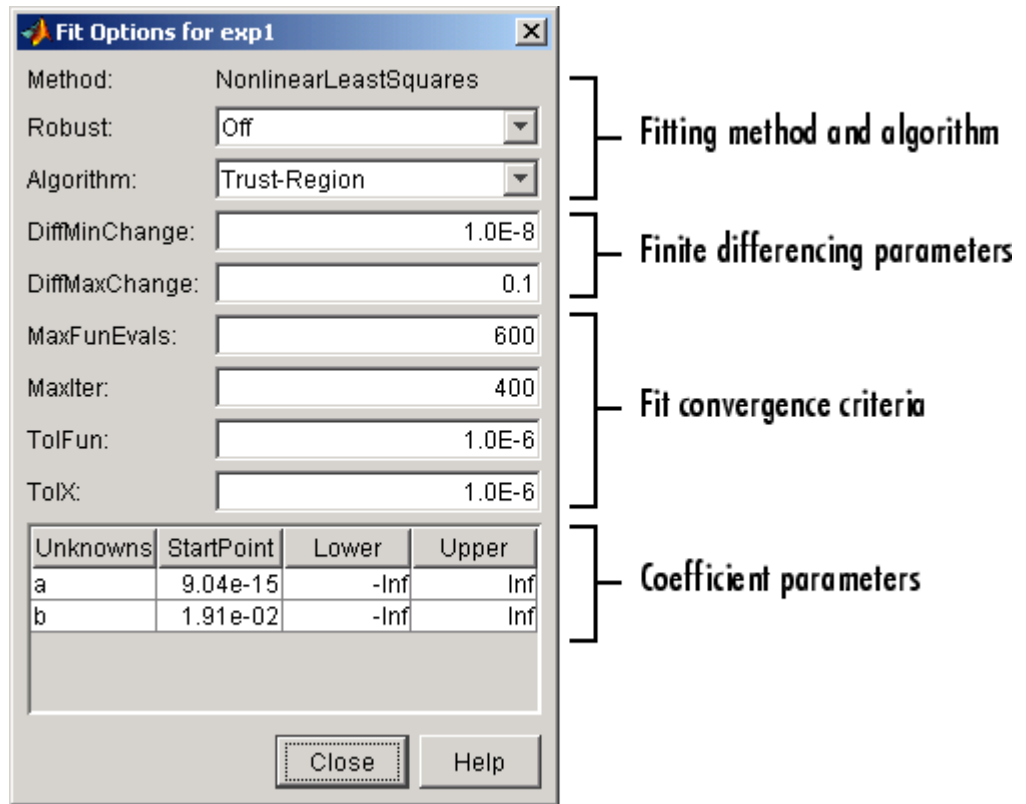 Fit Options for exp1
Method: NonlinearLeastSquares
Robust: Off
Algorithm: Trust-Region
Fitting method and algorithm
DiffMinChange: 1.0E-8
DiffMaxChange: 0.1
Finite differencing parameters
MaxFunEvals: 600
MaxIter: 400
TolFun: 1.0E-6
TolX: 1.0E-6
Fit convergence criteria
Unknowns StartPoint Lower Upper
a 9.04e-15 -Inf Inf
b 1.91e-02 -Inf Inf
Coefficient parameters
Close Help